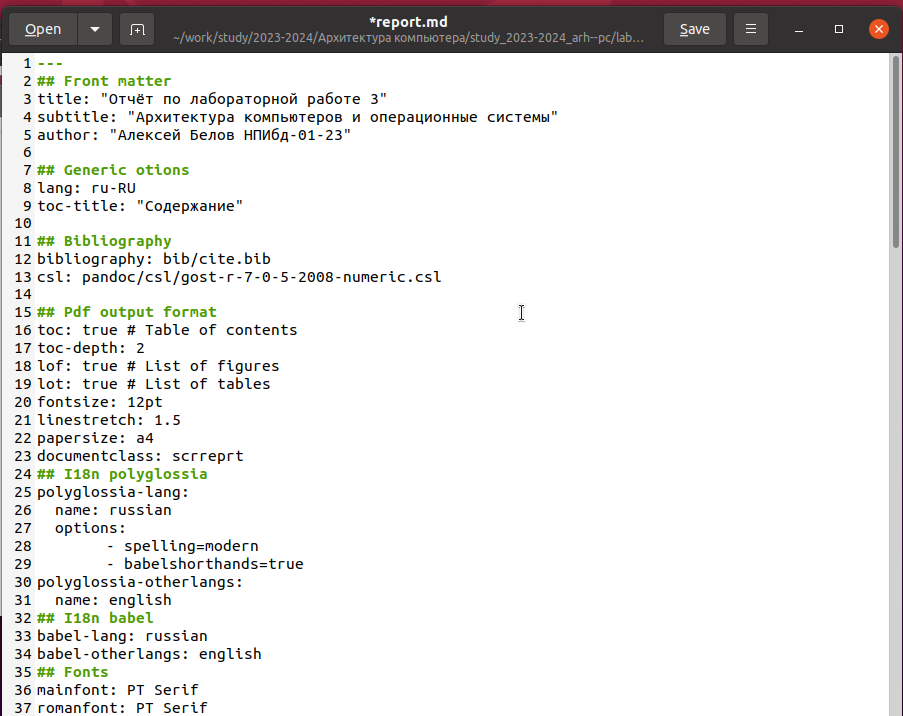 Open
*report.md
~/work/study/2023-2024/Архитектура компьютера/study_2023-2024_arh--pc/lab...
Save
1 ---
2 ## Front matter
3 title: "Отчёт по лабораторной работе 3"
4 subtitle: "Архитектура компьютеров и операционные системы"
5 author: "Алексей Белов НПИбд-01-23"
6
7 ## Generic otions
8 lang: ru-RU
9 toc-title: "Содержание"
10
11 ## Bibliography
12 bibliography: bib/cite.bib
13 csl: pandoc/csl/gost-r-7-0-5-2008-numeric.csl
14
15 ## Pdf output format
16 toc: true # Table of contents
17 toc-depth: 2
18 lof: true # List of figures
19 lot: true # List of tables
20 fontsize: 12pt
21 linestretch: 1.5
22 papersize: a4
23 documentclass: scrreprt
24 ## I18n polyglossia
25 polyglossia-lang:
26   name: russian
27   options:
28         - spelling=modern
29         - babelshorthands=true
30 polyglossia-otherlangs:
31   name: english
32 ## I18n babel
33 babel-lang: russian
34 babel-otherlangs: english
35 ## Fonts
36 mainfont: PT Serif
37 romanfont: PT Serif